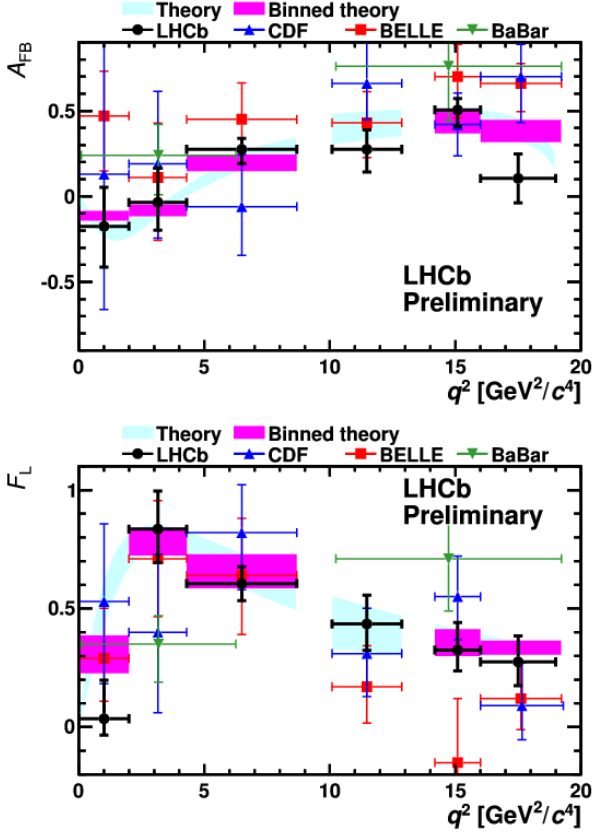 Theory Binned theory
LHCb CDF BELLE BaBar
A_FB
0.5
0
-0.5
LHCb
Preliminary
0 5 10 15 20
q² [GeV²/c⁴]
Theory Binned theory
LHCb CDF BELLE BaBar
F_L
1
0.5
0
LHCb
Preliminary
0 5 10 15 20
q² [GeV²/c⁴]